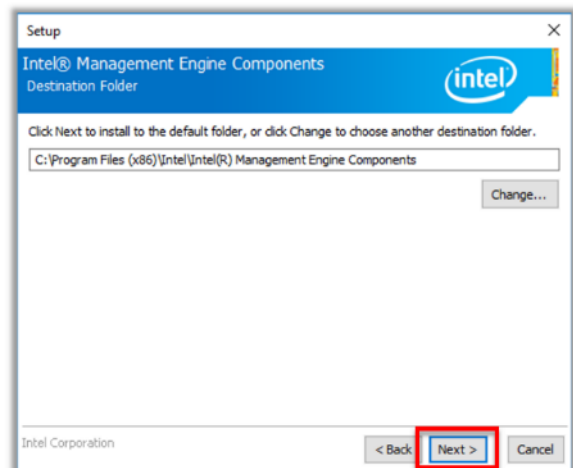 Setup
Intel® Management Engine Components
Destination Folder
intel
Click Next to install to the default folder, or click Change to choose another destination folder.
C:\Program Files (x86)\Intel\Intel(R) Management Engine Components
Change...
Intel Corporation
< Back
Next >
Cancel